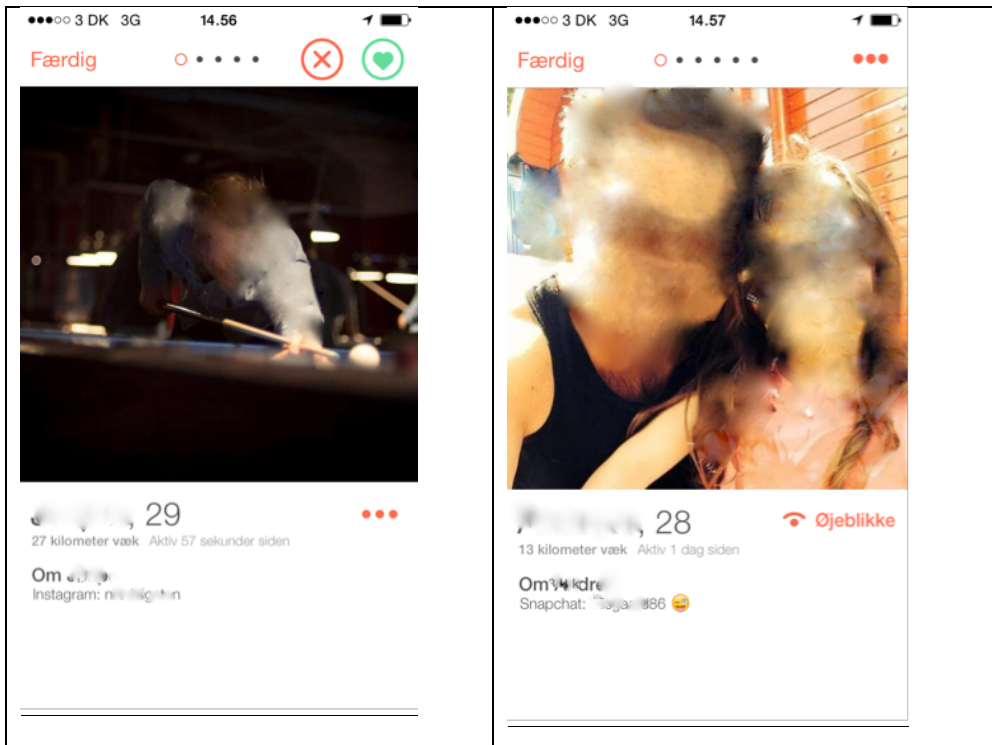 3 DK 3G 14.56
Færdig
, 29
27 kilometer væk Aktiv 57 sekunder siden
Om
Instagram:
3 DK 3G 14.57
Færdig
, 28
Øjeblikke
13 kilometer væk Aktiv 1 dag siden
Om
Snapchat: 😜